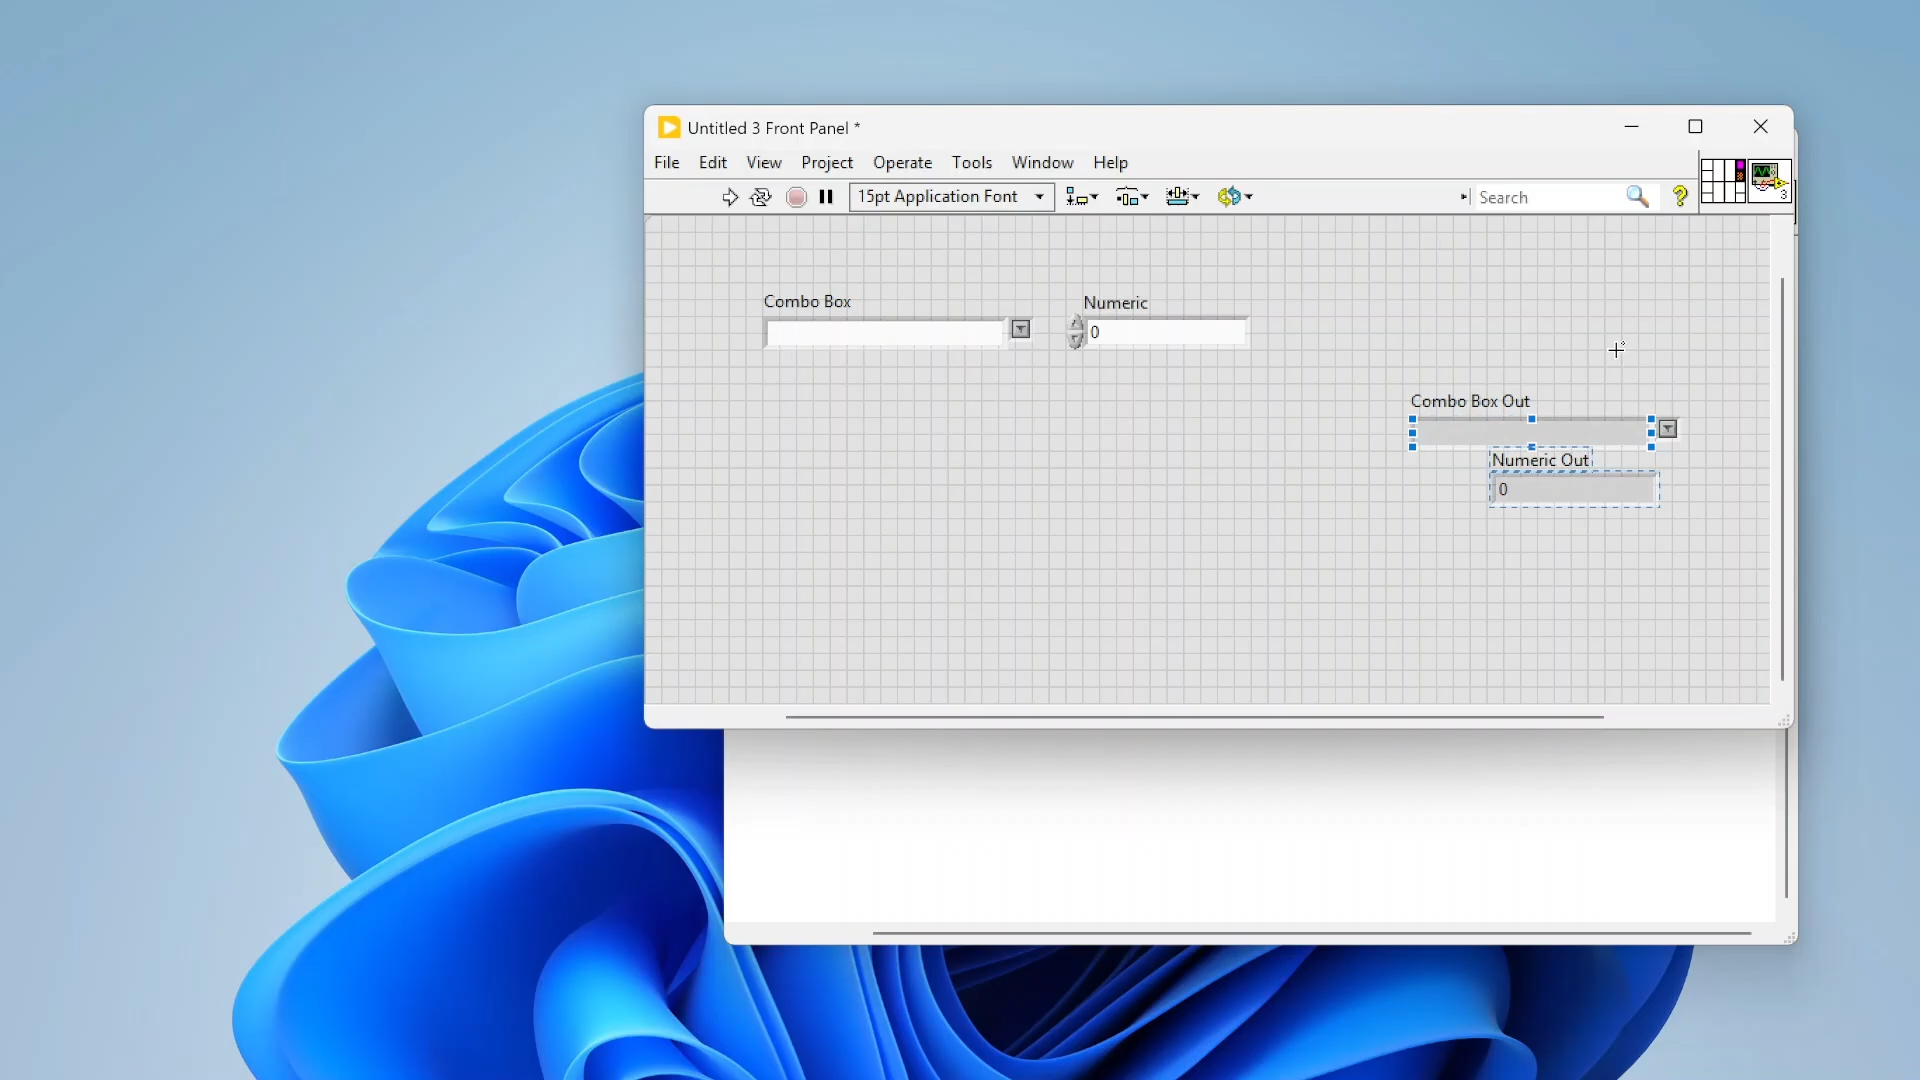 Untitled 3 Front Panel *
File Edit View Project Operate Tools Window Help
15pt Application Font
Search
?
3
Combo Box
Numeric
0
Combo Box Out
Numeric Out
0